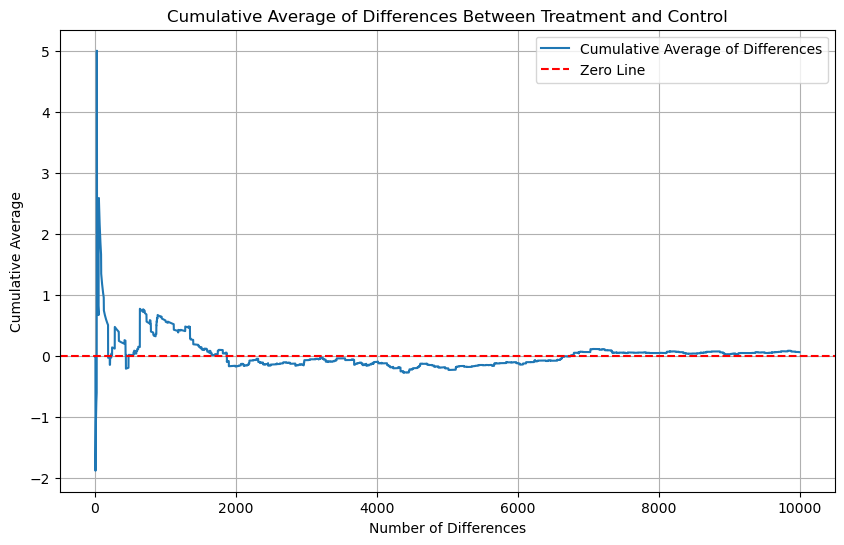 Cumulative Average of Differences Between Treatment and Control
Cumulative Average of Differences
Zero Line
Cumulative Average
5
4
3
2
1
0
−1
−2
0
2000
4000
6000
8000
10000
Number of Differences